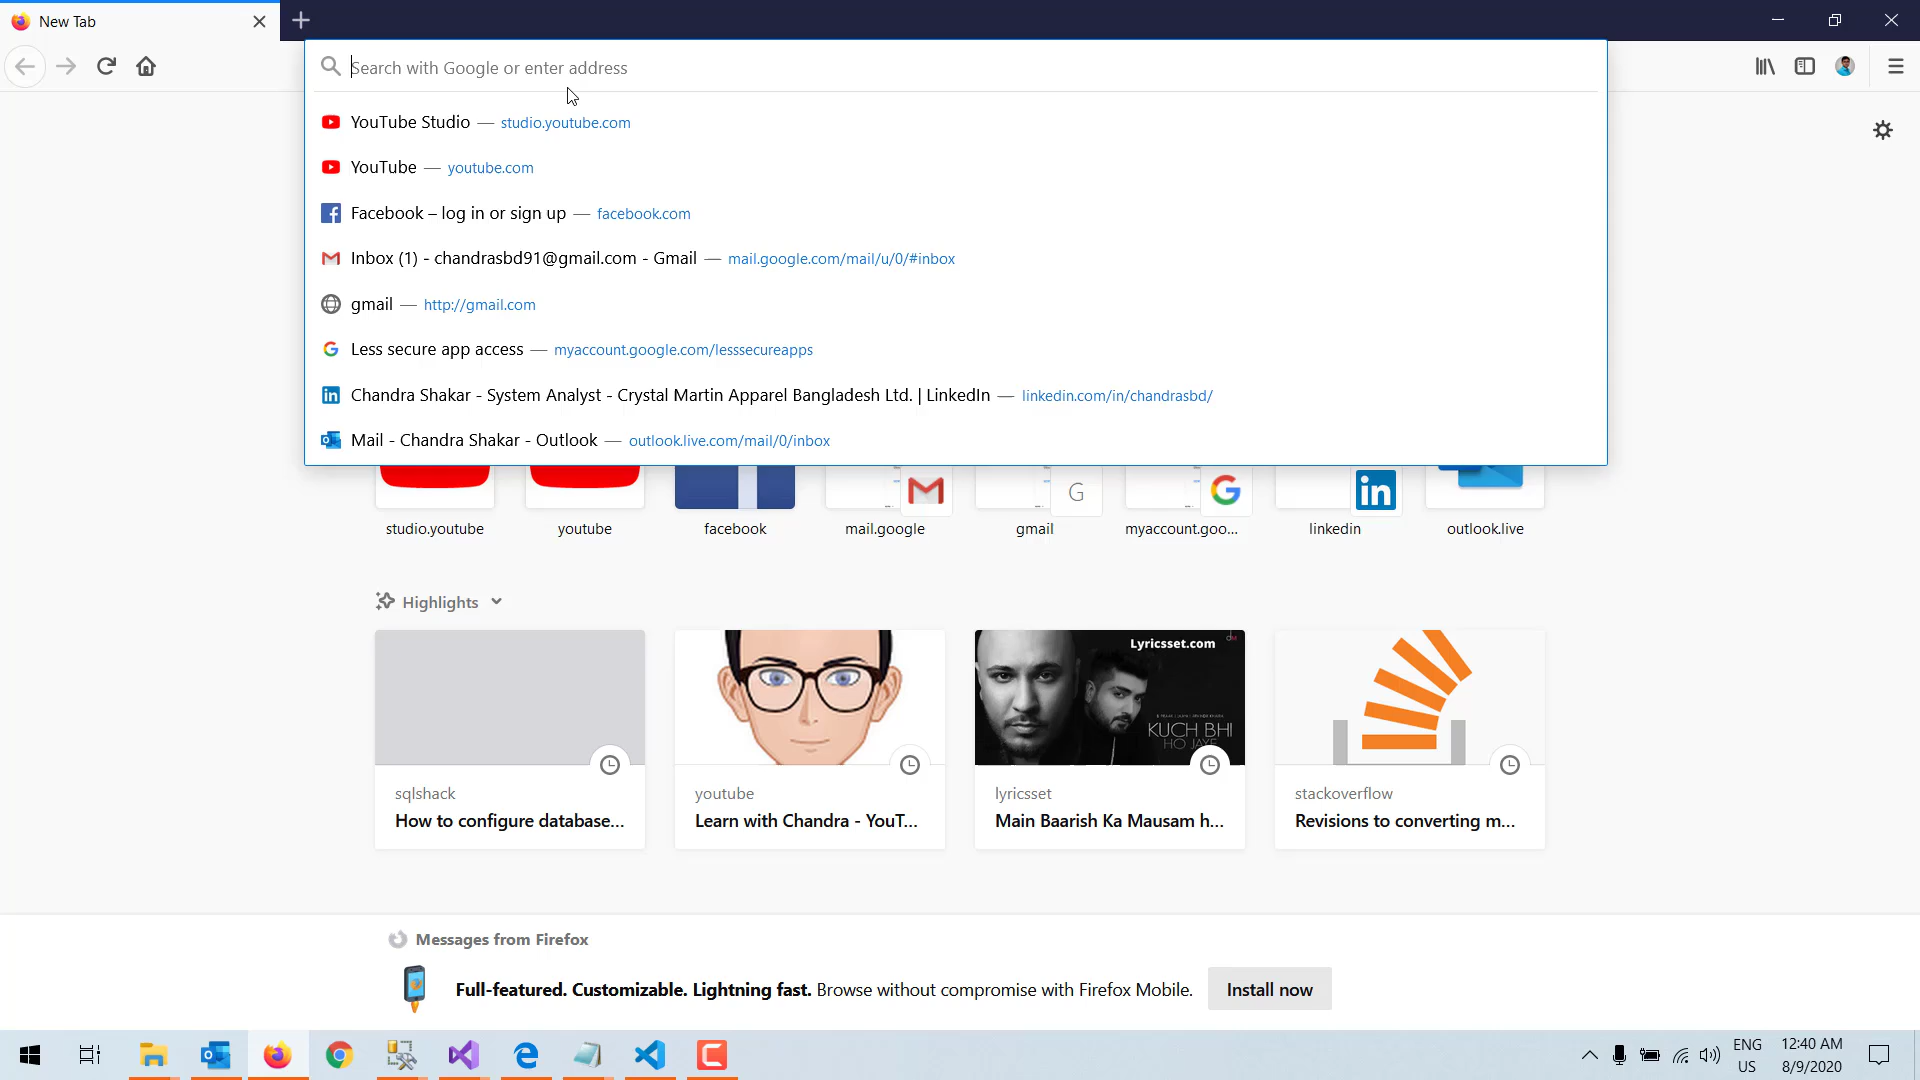 New Tab
Search with Google or enter address
YouTube Studio — studio.youtube.com
YouTube — youtube.com
Facebook – log in or sign up — facebook.com
Inbox (1) - chandrasbd91@gmail.com - Gmail — mail.google.com/mail/u/0/#inbox
gmail — http://gmail.com
Less secure app access — myaccount.google.com/lesssecureapps
Chandra Shakar - System Analyst - Crystal Martin Apparel Bangladesh Ltd. | LinkedIn — linkedin.com/in/chandrasbd/
Mail - Chandra Shakar - Outlook — outlook.live.com/mail/0/inbox
studio.youtube youtube facebook mail.google gmail myaccount.goo... linkedin outlook.live
Highlights
Lyricsset.com
KUCH BHI
HO JAYE
sqlshack
How to configure database...
youtube
Learn with Chandra - YouT...
lyricsset
Main Baarish Ka Mausam h...
stackoverflow
Revisions to converting m...
Messages from Firefox
Full-featured. Customizable. Lightning fast. Browse without compromise with Firefox Mobile.
Install now
ENG
US
12:40 AM
8/9/2020